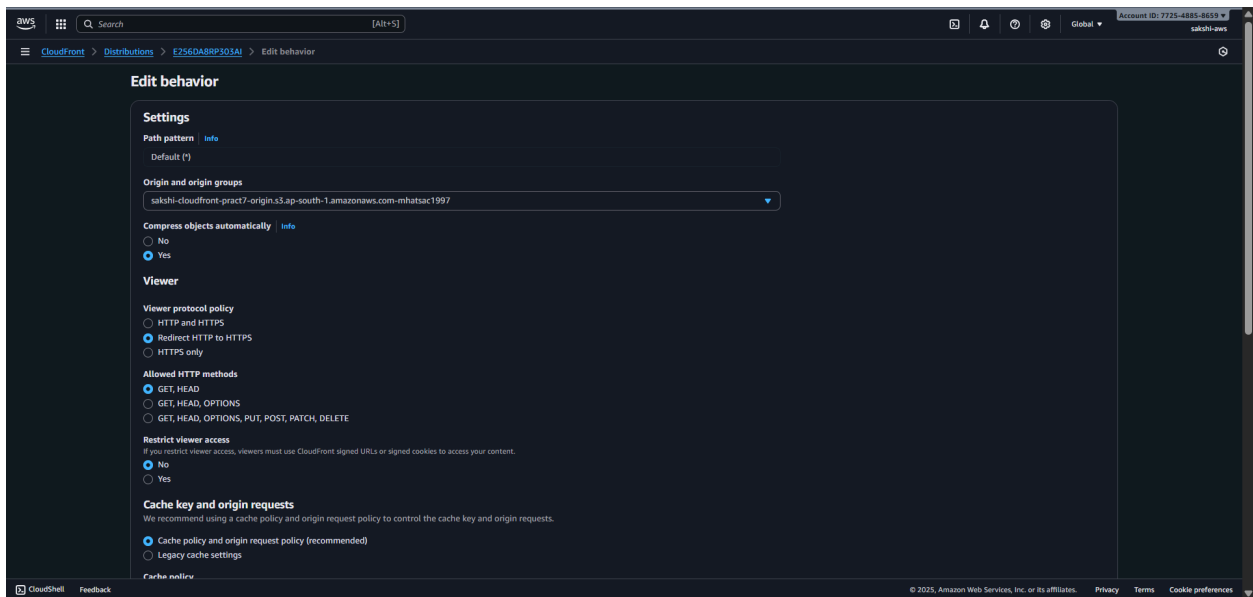 aws
Search [Alt+S]
Global
Account ID: 7725-4885-8659
sakshi-aws
CloudFront > Distributions > E256DA8RP303AI > Edit behavior
Edit behavior
Settings
Path pattern | Info
Default (*)
Origin and origin groups
sakshi-cloudfront-pract7-origin.s3.ap-south-1.amazonaws.com-mhatsac1997
Compress objects automatically | Info
No
Yes
Viewer
Viewer protocol policy
HTTP and HTTPS
Redirect HTTP to HTTPS
HTTPS only
Allowed HTTP methods
GET, HEAD
GET, HEAD, OPTIONS
GET, HEAD, OPTIONS, PUT, POST, PATCH, DELETE
Restrict viewer access
If you restrict viewer access, viewers must use CloudFront signed URLs or signed cookies to access your content.
No
Yes
Cache key and origin requests
We recommend using a cache policy and origin request policy to control the cache key and origin requests.
Cache policy and origin request policy (recommended)
Legacy cache settings
Cache policy
CloudShell Feedback © 2025, Amazon Web Services, Inc. or its affiliates. Privacy Terms Cookie preferences